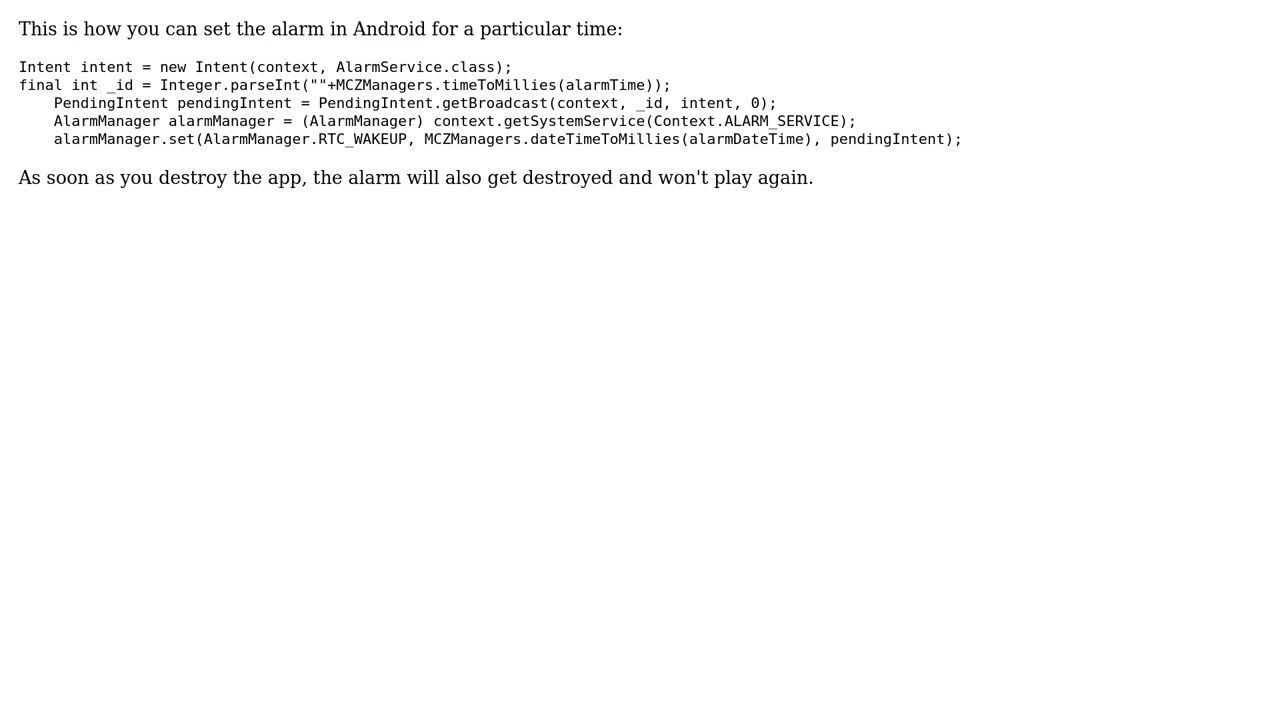 This is how you can set the alarm in Android for a particular time:
Intent intent = new Intent(context, AlarmService.class);
final int _id = Integer.parseInt(""+MCZManagers.timeToMillies(alarmTime));
    PendingIntent pendingIntent = PendingIntent.getBroadcast(context, _id, intent, 0);
    AlarmManager alarmManager = (AlarmManager) context.getSystemService(Context.ALARM_SERVICE);
    alarmManager.set(AlarmManager.RTC_WAKEUP, MCZManagers.dateTimeToMillies(alarmDateTime), pendingIntent);
As soon as you destroy the app, the alarm will also get destroyed and won't play again.